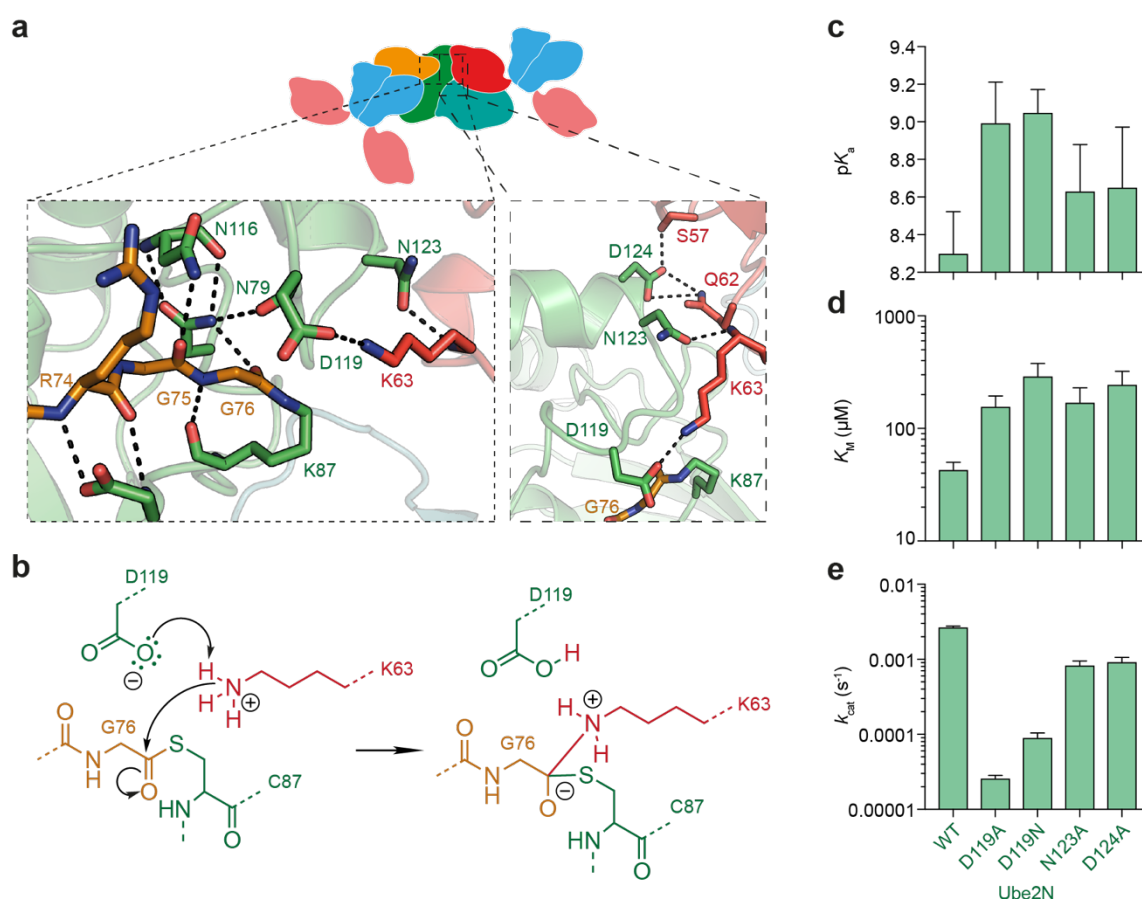 a
N116
N79
N123
R74
G75
G76
D119
K63
K87
S57
D124
Q62
N123
K63
D119
K87
G76
b
D119
O
O
⊖
H
H
N
H
⊕
K63
O
G76
S
N
H
O
HN
O
C87
D119
O
O
H
H
N
H
⊕
K63
O
G76
S
N
H
O
⊖
HN
O
C87
c
pKa
9.4
9.2
9.0
8.8
8.6
8.4
8.2
d
KM (µM)
1000
100
10
e
kcat (s⁻¹)
0.01
0.001
0.0001
0.00001
WT
D119A
D119N
N123A
D124A
Ube2N